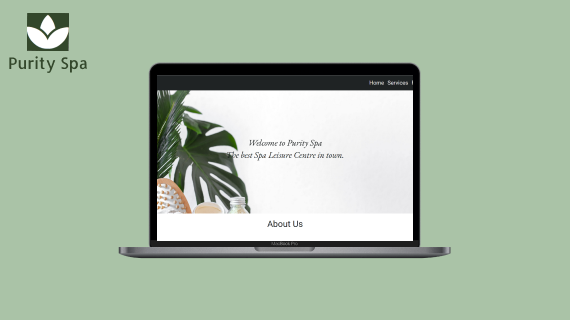 Purity Spa
Home Services
Welcome to Purity Spa
The best Spa Leisure Centre in town.
About Us
MacBook Pro